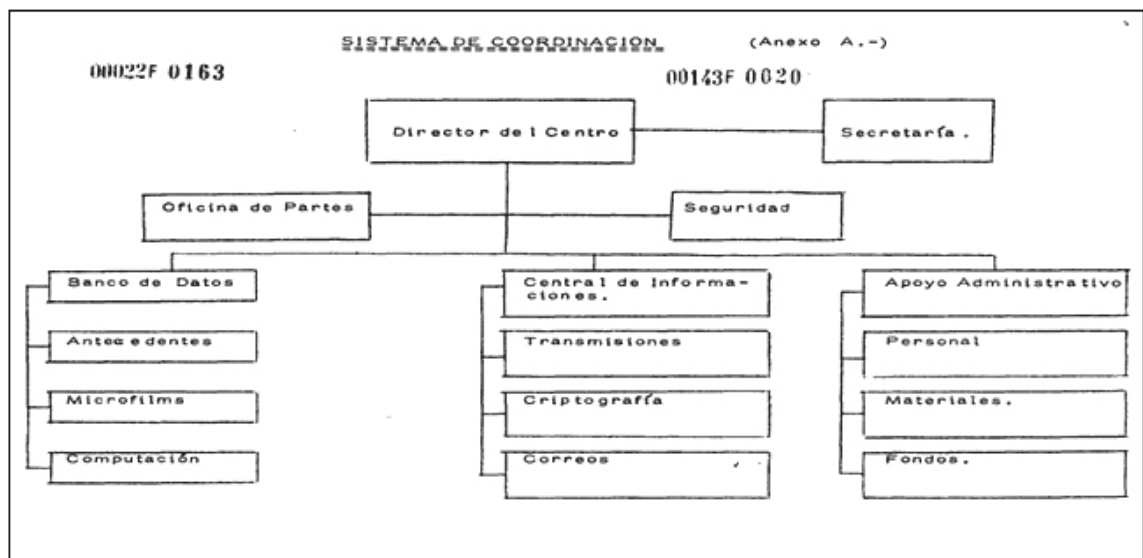 SISTEMA DE COORDINACION (Anexo A.-)
00022F 0163 00143F 0020
Director del Centro
Secretaría.
Oficina de Partes
Seguridad
Banco de Datos
Antecedentes
Microfilms
Computación
Central de Informa-
ciones.
Transmisiones
Criptografía
Correos
Apoyo Administrativo
Personal
Materiales.
Fondos.